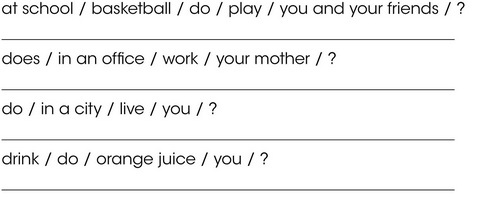 at school / basketball / do / play / you and your friends / ?
does / in an office / work / your mother / ?
do / in a city / live / you / ?
drink / do / orange juice / you / ?